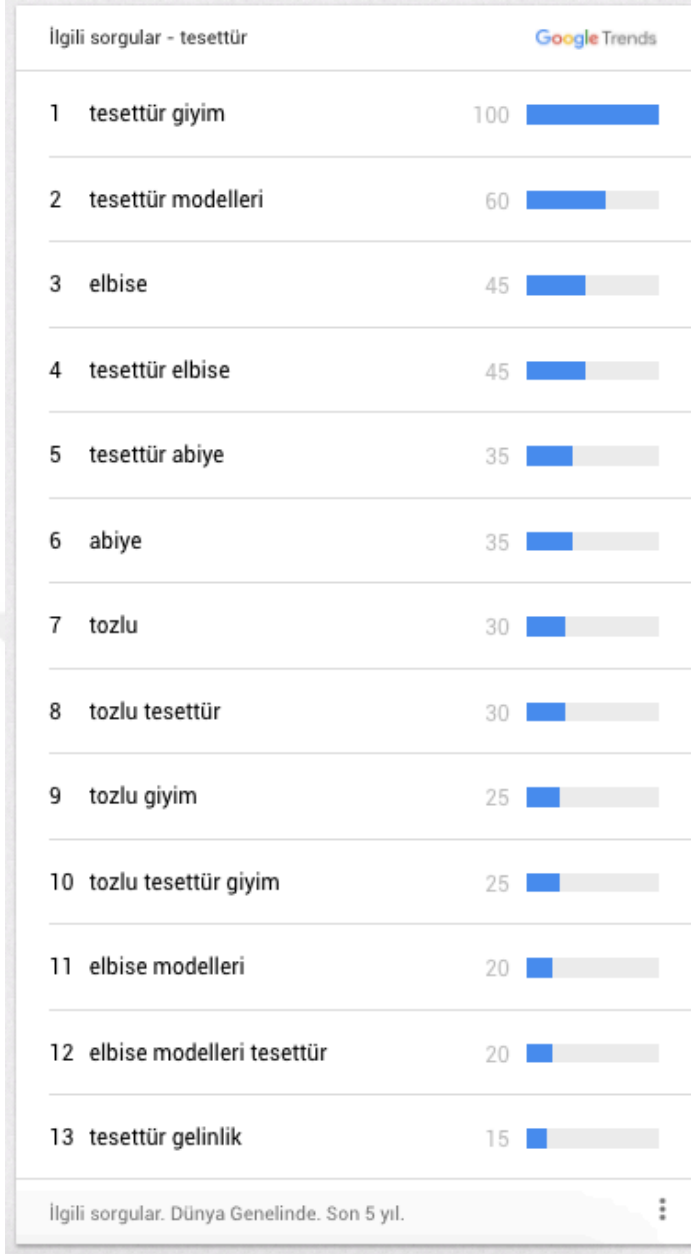 İlgili sorgular - tesettür Google Trends
1 tesettür giyim 100
2 tesettür modelleri 60
3 elbise 45
4 tesettür elbise 45
5 tesettür abiye 35
6 abiye 35
7 tozlu 30
8 tozlu tesettür 30
9 tozlu giyim 25
10 tozlu tesettür giyim 25
11 elbise modelleri 20
12 elbise modelleri tesettür 20
13 tesettür gelinlik 15
İlgili sorgular. Dünya Genelinde. Son 5 yıl.